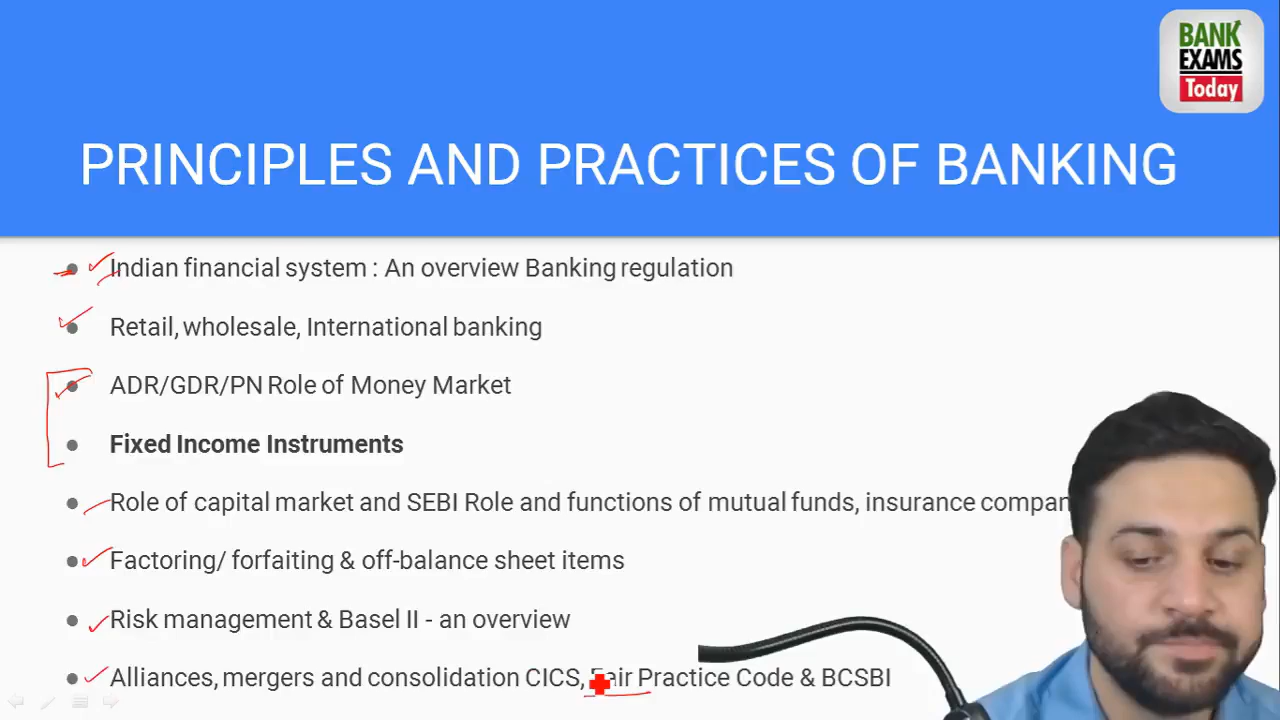 BANK
EXAMS
Today
PRINCIPLES AND PRACTICES OF BANKING
Indian financial system : An overview Banking regulation
Retail, wholesale, International banking
ADR/GDR/PN Role of Money Market
Fixed Income Instruments
Role of capital market and SEBI Role and functions of mutual funds, insurance
Factoring/ forfaiting & off-balance sheet items
Risk management & Basel II - an overview
Alliances, mergers and consolidation CICS, Fair Practice Code & BCSBI